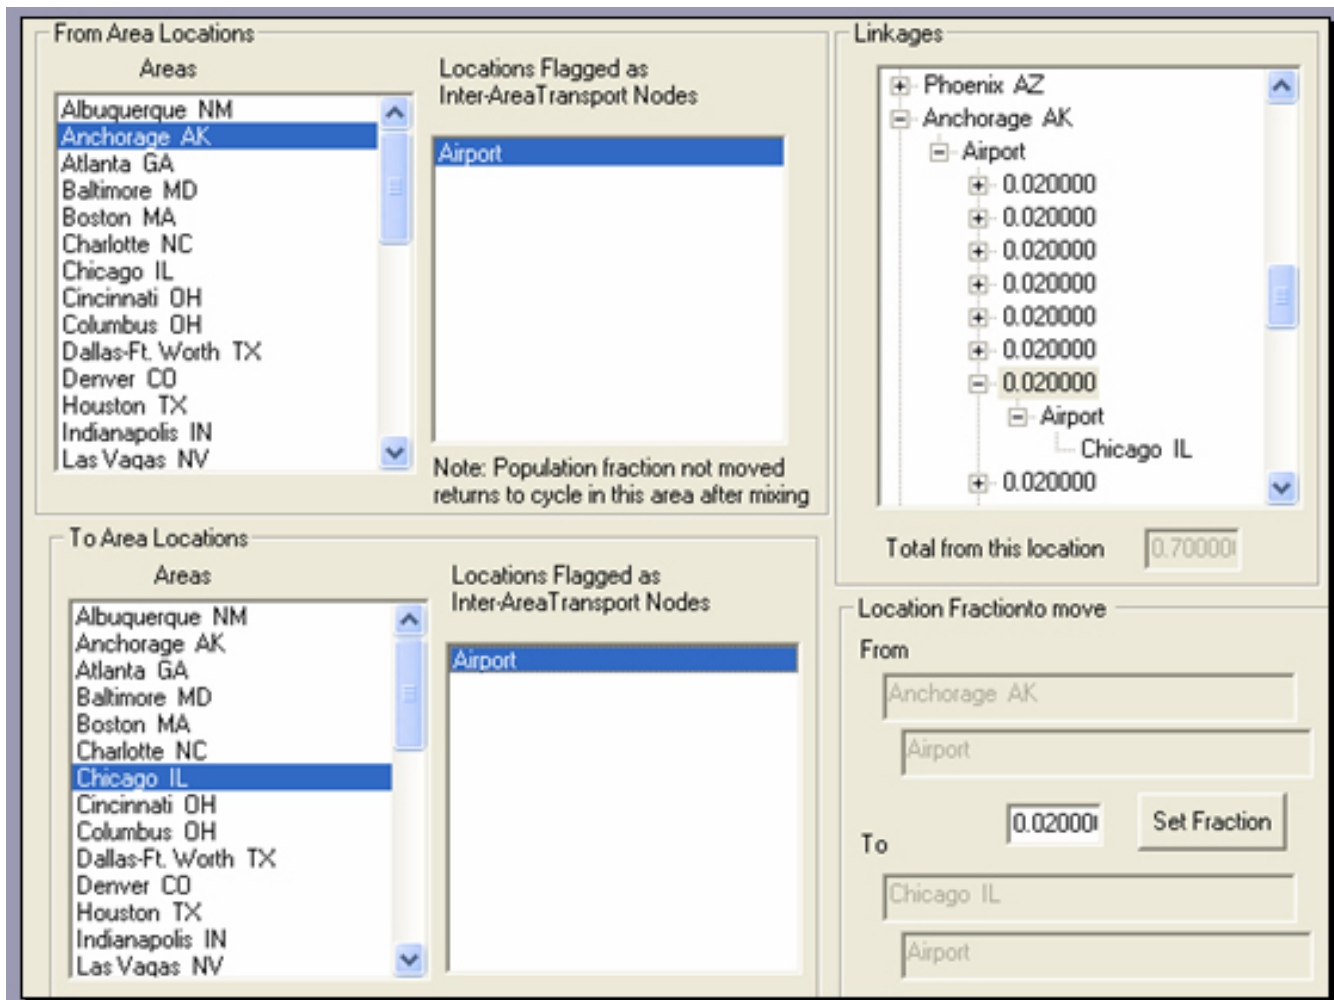 From Area Locations
Areas
Albuquerque NM
Anchorage AK
Atlanta GA
Baltimore MD
Boston MA
Charlotte NC
Chicago IL
Cincinnati OH
Columbus OH
Dallas-Ft. Worth TX
Denver CO
Houston TX
Indianapolis IN
Las Vagas NV
Locations Flagged as
Inter-AreaTransport Nodes
Airport
Note: Population fraction not moved
returns to cycle in this area after mixing
To Area Locations
Areas
Albuquerque NM
Anchorage AK
Atlanta GA
Baltimore MD
Boston MA
Charlotte NC
Chicago IL
Cincinnati OH
Columbus OH
Dallas-Ft. Worth TX
Denver CO
Houston TX
Indianapolis IN
Las Vagas NV
Locations Flagged as
Inter-AreaTransport Nodes
Airport
Linkages
Phoenix AZ
Anchorage AK
Airport
0.020000
0.020000
0.020000
0.020000
0.020000
0.020000
0.020000
Airport
Chicago IL
0.020000
Total from this location 0.70000
Location Fractionto move
From
Anchorage AK
Airport
0.02000 Set Fraction
To
Chicago IL
Airport